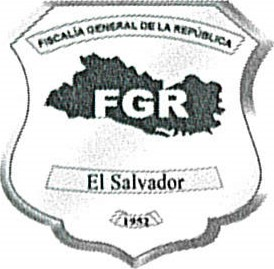 FISCALÍA GENERAL DE LA REPÚBLICA
FGR
El Salvador
1952